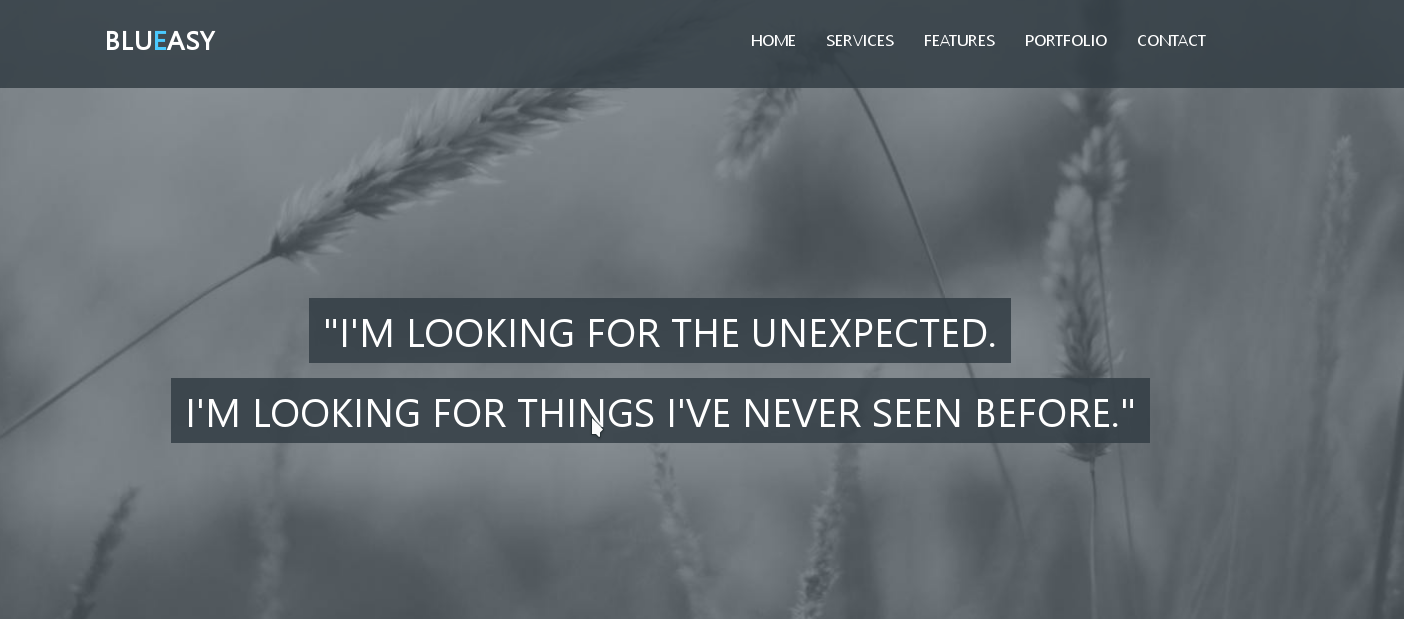 BLUEASY
HOME SERVICES FEATURES PORTFOLIO CONTACT
"I'M LOOKING FOR THE UNEXPECTED.
I'M LOOKING FOR THINGS I'VE NEVER SEEN BEFORE."